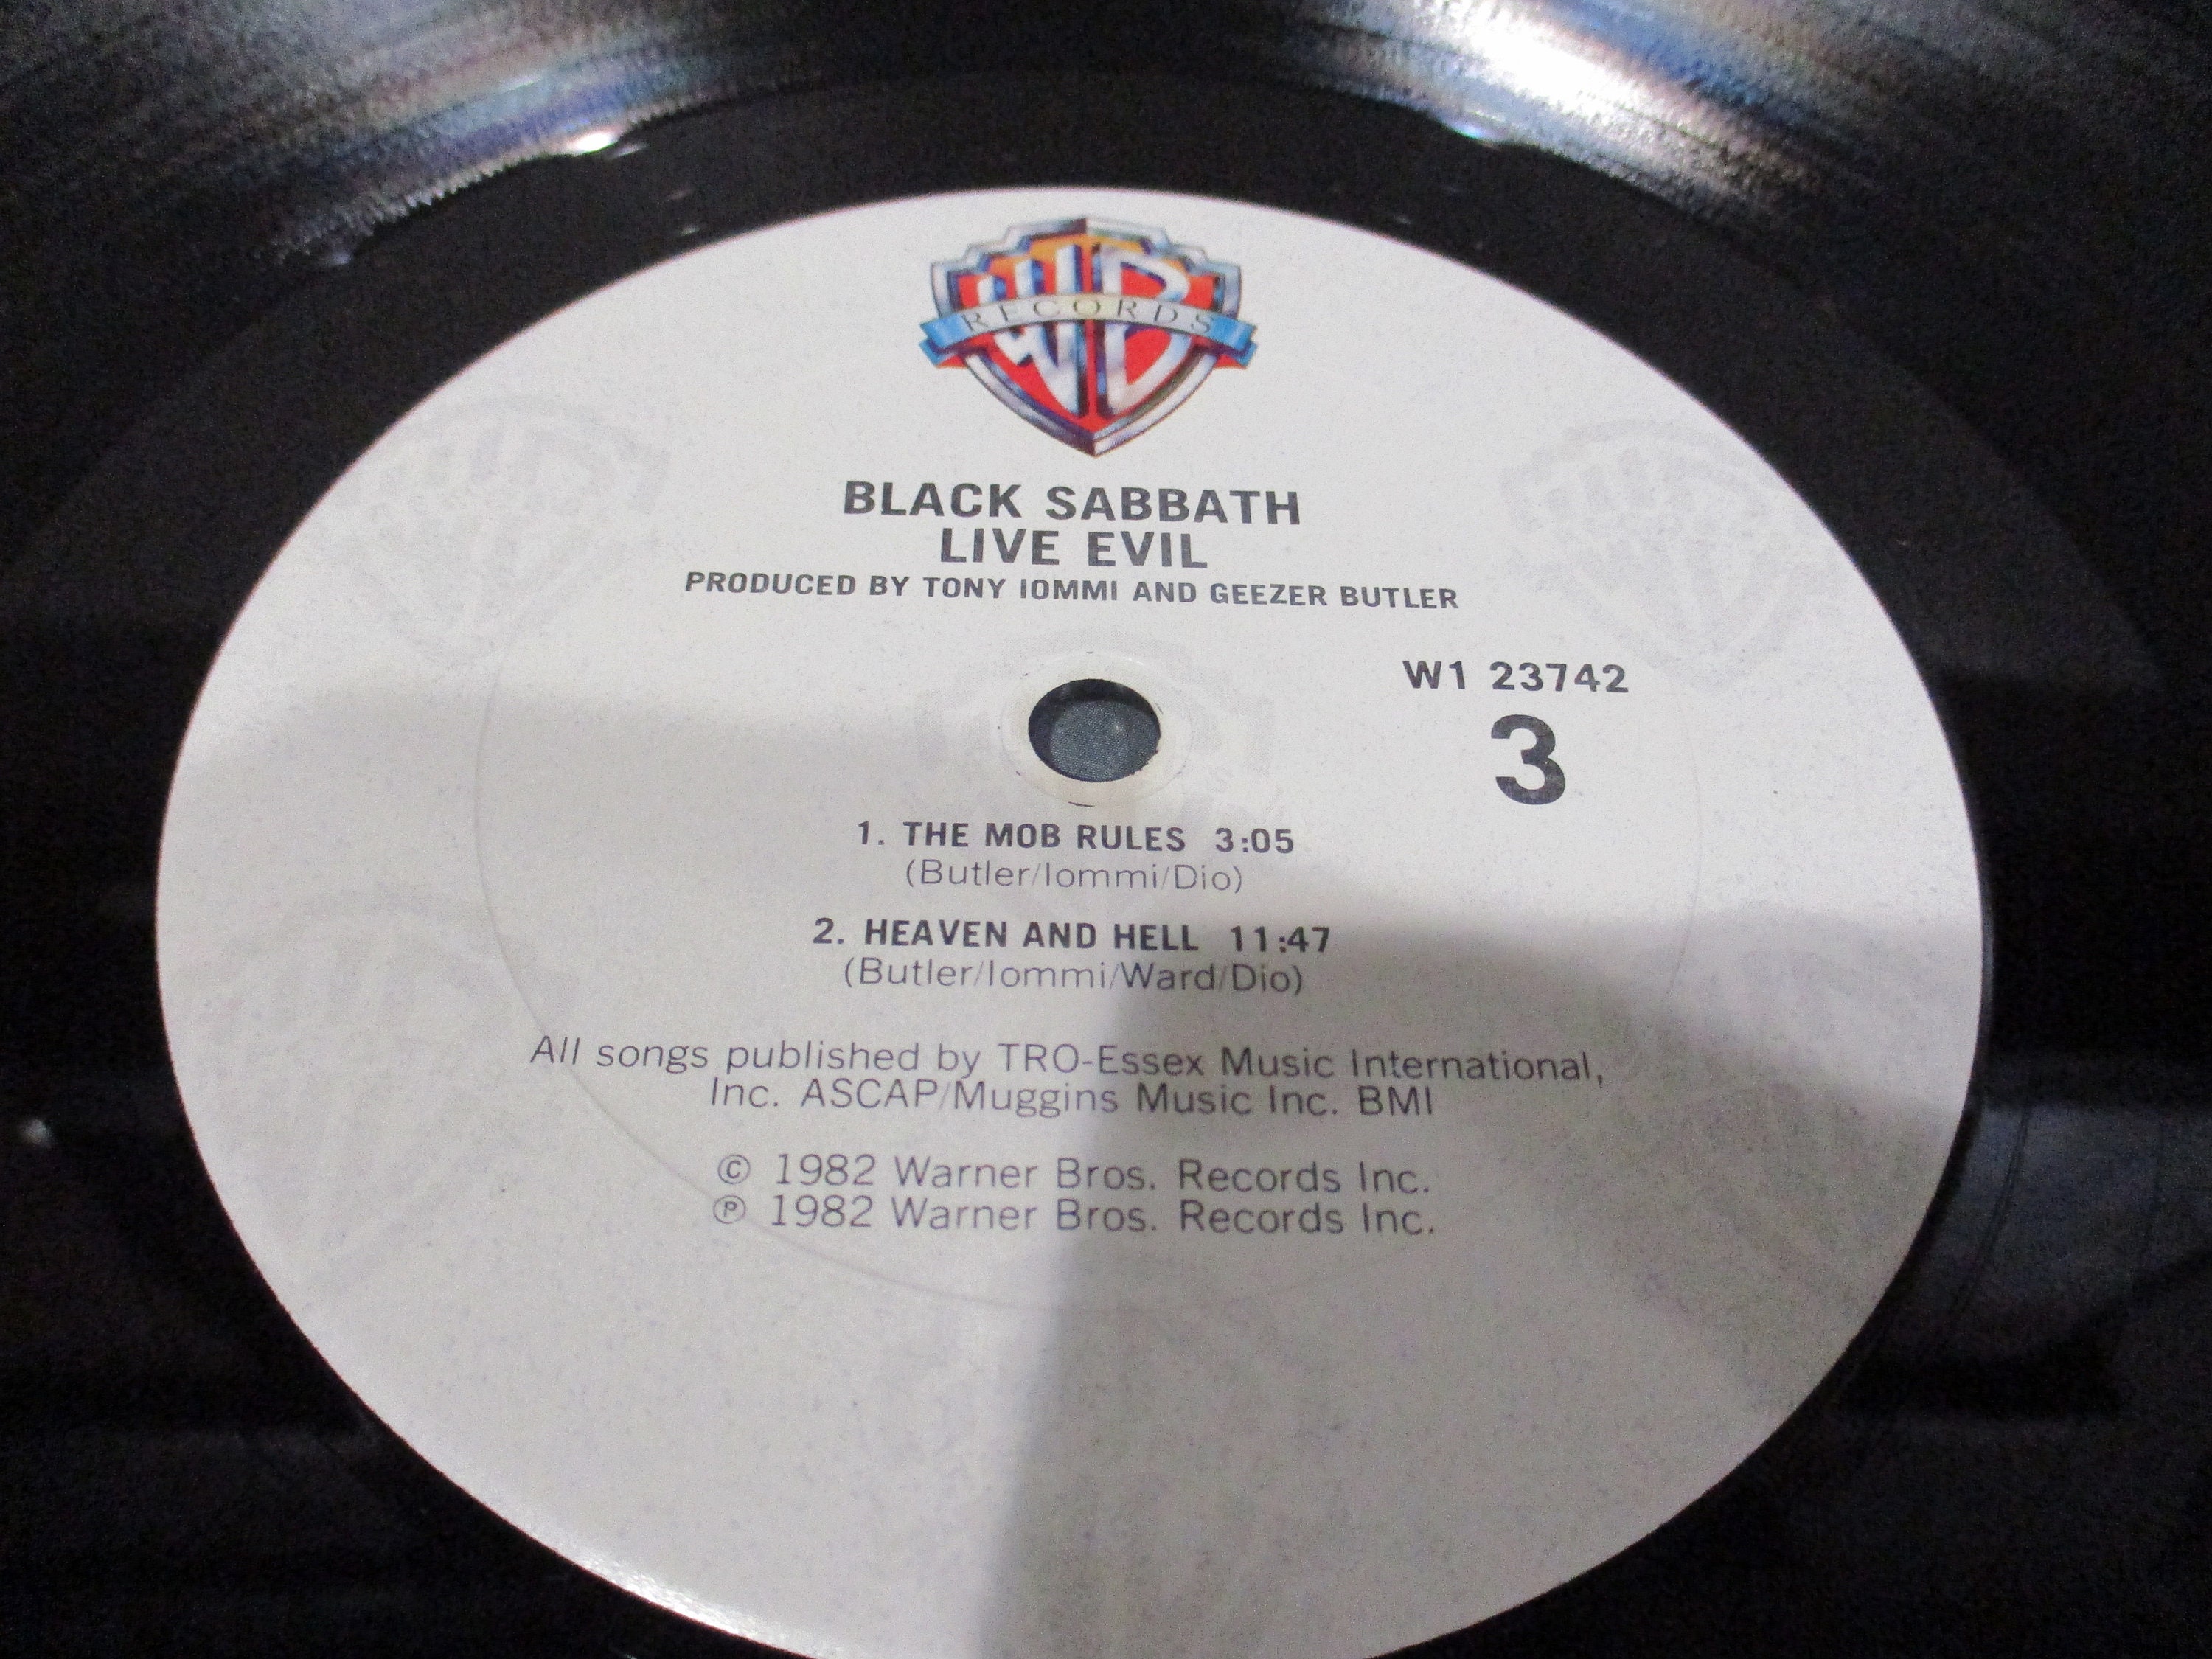 WB
RECORDS
BLACK SABBATH
LIVE EVIL
PRODUCED BY TONY IOMMI AND GEEZER BUTLER
W1 23742
3
1. THE MOB RULES 3:05
(Butler/Iommi/Dio)
2. HEAVEN AND HELL 11:47
(Butler/Iommi/Ward/Dio)
All songs published by TRO-Essex Music International,
Inc. ASCAP/Muggins Music Inc. BMI
© 1982 Warner Bros. Records Inc.
℗ 1982 Warner Bros. Records Inc.